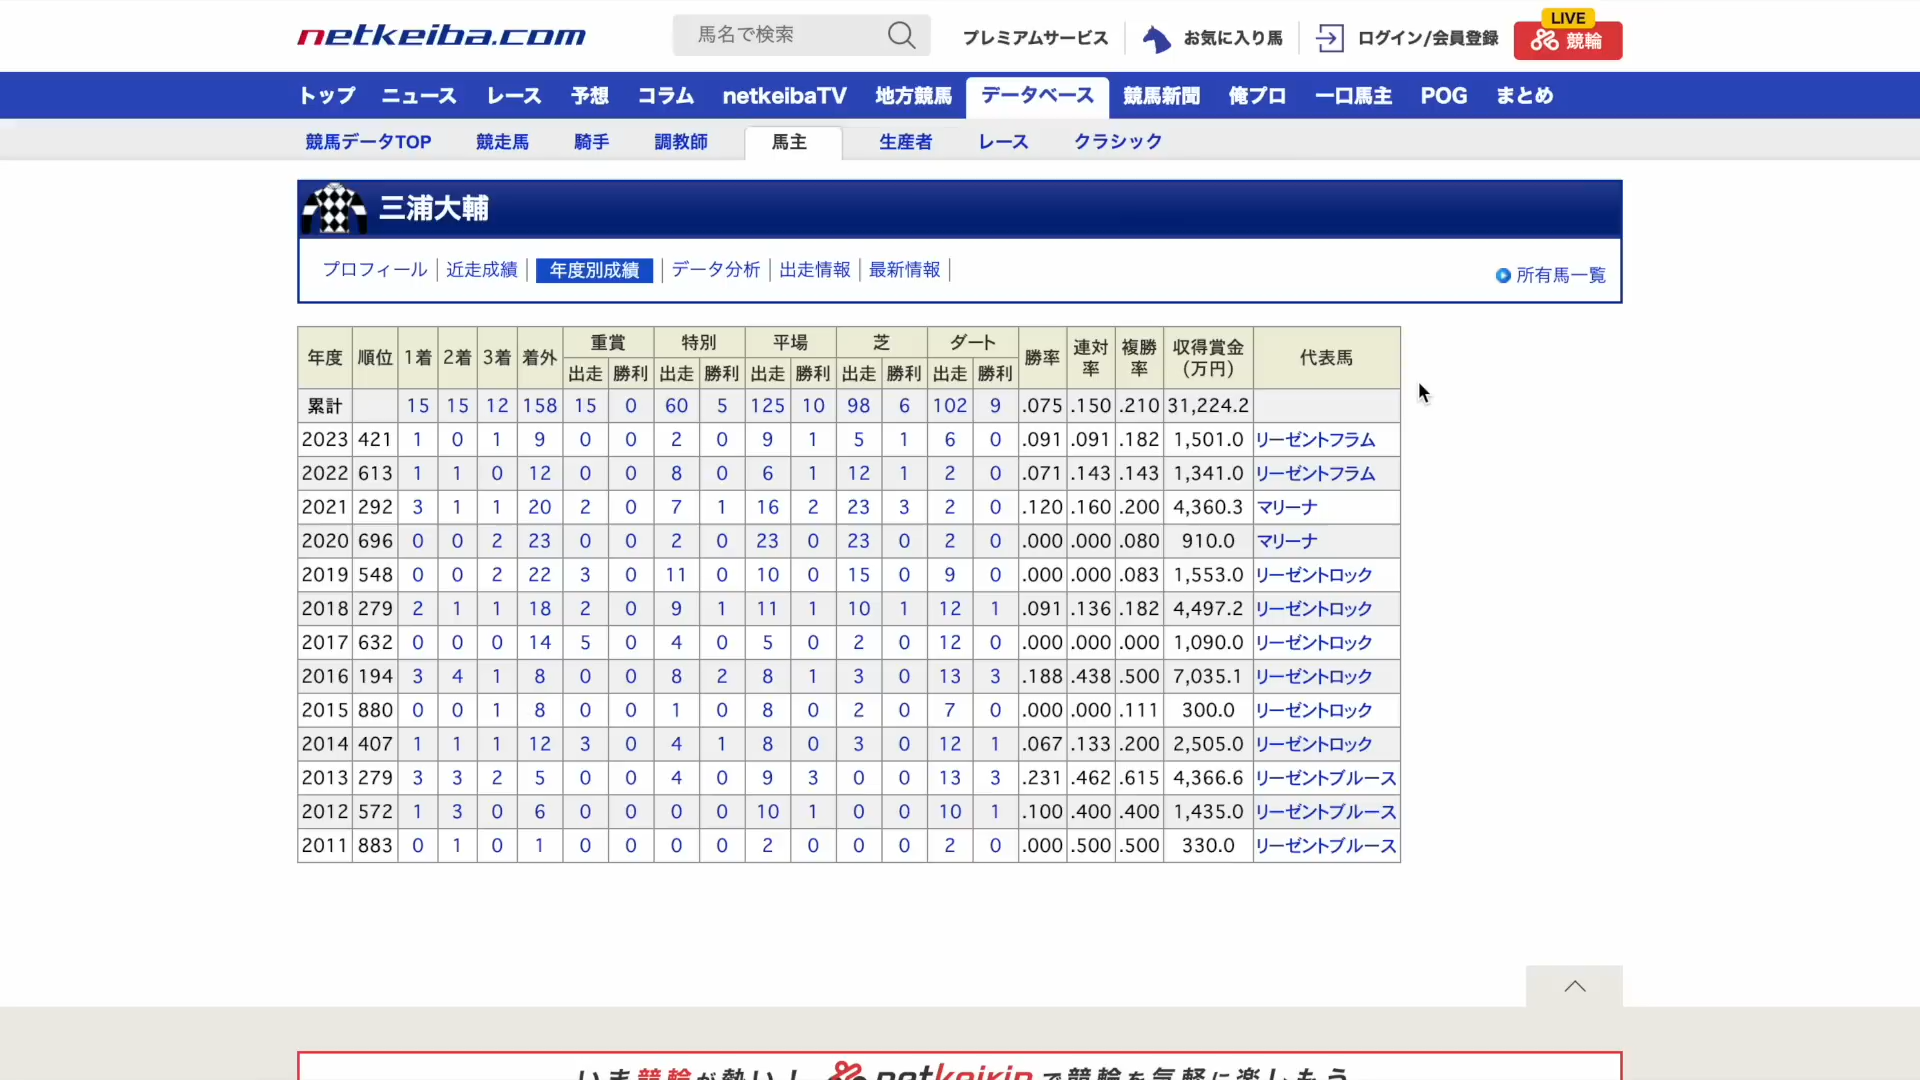 netkeiba.com 馬名で検索 プレミアムサービス お気に入り馬 ログイン/会員登録 LIVE 競輪
トップ ニュース レース 予想 コラム netkeibaTV 地方競馬 データベース 競馬新聞 俺プロ 一口馬主 POG まとめ
競馬データTOP 競走馬 騎手 調教師 馬主 生産者 レース クラシック
三浦大輔
プロフィール 近走成績 年度別成績 データ分析 出走情報 最新情報 所有馬一覧
年度 順位 1着 2着 3着 着外 重賞 特別 平場 芝 ダート 勝率 連対率 複勝率 収得賞金(万円) 代表馬
出走 勝利 出走 勝利 出走 勝利 出走 勝利 出走 勝利
累計 15 15 12 158 15 0 60 5 125 10 98 6 102 9 .075 .150 .210 31,224.2
2023 421 1 0 1 9 0 0 2 0 9 1 5 1 6 0 .091 .091 .182 1,501.0 リーゼントフラム
2022 613 1 1 0 12 0 0 8 0 6 1 12 1 2 0 .071 .143 .143 1,341.0 リーゼントフラム
2021 292 3 1 1 20 2 0 7 1 16 2 23 3 2 0 .120 .160 .200 4,360.3 マリーナ
2020 696 0 0 2 23 0 0 2 0 23 0 23 0 2 0 .000 .000 .080 910.0 マリーナ
2019 548 0 0 2 22 3 0 11 0 10 0 15 0 9 0 .000 .000 .083 1,553.0 リーゼントロック
2018 279 2 1 1 18 2 0 9 1 11 1 10 1 12 1 .091 .136 .182 4,497.2 リーゼントロック
2017 632 0 0 0 14 5 0 4 0 5 0 2 0 12 0 .000 .000 .000 1,090.0 リーゼントロック
2016 194 3 4 1 8 0 0 8 2 8 1 3 0 13 3 .188 .438 .500 7,035.1 リーゼントロック
2015 880 0 0 1 8 0 0 1 0 8 0 2 0 7 0 .000 .000 .111 300.0 リーゼントロック
2014 407 1 1 1 12 3 0 4 1 8 0 3 0 12 1 .067 .133 .200 2,505.0 リーゼントロック
2013 279 3 3 2 5 0 0 4 0 9 3 0 0 13 3 .231 .462 .615 4,366.6 リーゼントブルース
2012 572 1 3 0 6 0 0 0 0 10 1 0 0 10 1 .100 .400 .400 1,435.0 リーゼントブルース
2011 883 0 1 0 1 0 0 0 0 2 0 0 0 2 0 .000 .500 .500 330.0 リーゼントブルース
いま競輪が熱い! netkeirin で競輪を気軽に楽しもう